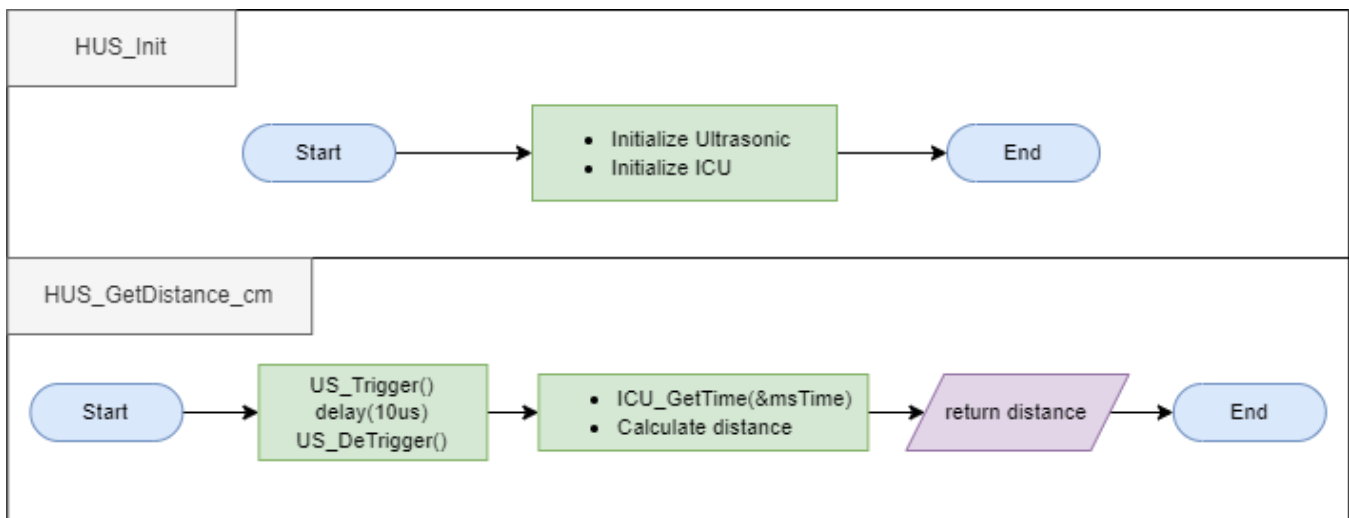 HUS_Init
Start
• Initialize Ultrasonic
• Initialize ICU
End
HUS_GetDistance_cm
Start
US_Trigger()
delay(10us)
US_DeTrigger()
• ICU_GetTime(&msTime)
• Calculate distance
return distance
End